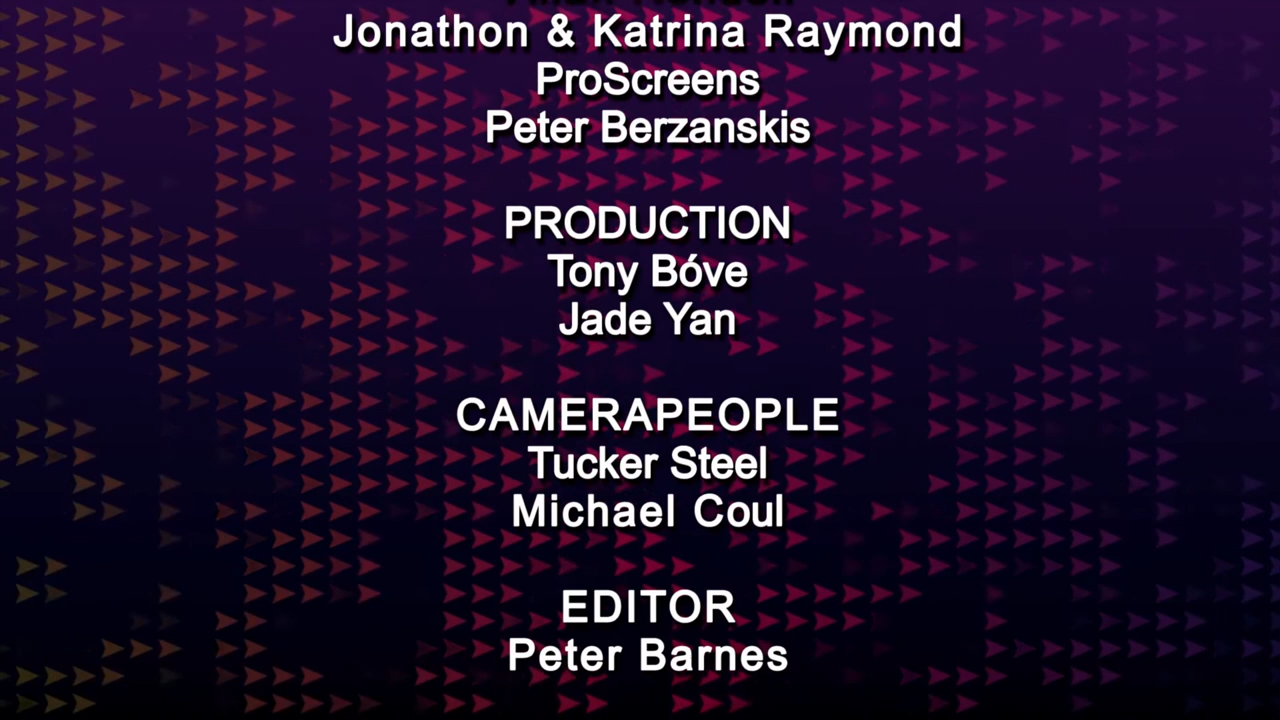 Jonathon & Katrina Raymond
ProScreens
Peter Berzanskis
PRODUCTION
Tony Bóve
Jade Yan
CAMERAPEOPLE
Tucker Steel
Michael Coul
EDITOR
Peter Barnes